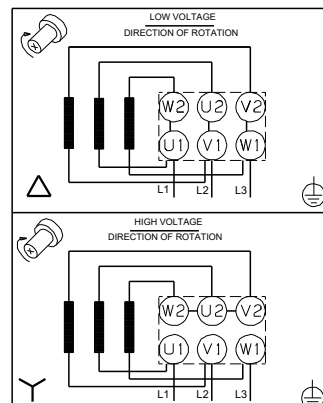 LOW VOLTAGE
DIRECTION OF ROTATION
W2 U2 V2
U1 V1 W1
L1 L2 L3
HIGH VOLTAGE
DIRECTION OF ROTATION
W2 U2 V2
U1 V1 W1
L1 L2 L3